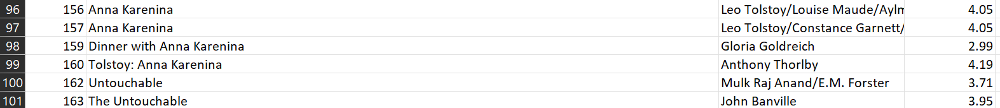 96 156 Anna Karenina Leo Tolstoy/Louise Maude/Aylm 4.05
97 157 Anna Karenina Leo Tolstoy/Constance Garnett/ 4.05
98 159 Dinner with Anna Karenina Gloria Goldreich 2.99
99 160 Tolstoy: Anna Karenina Anthony Thorlby 4.19
100 162 Untouchable Mulk Raj Anand/E.M. Forster 3.71
101 163 The Untouchable John Banville 3.95